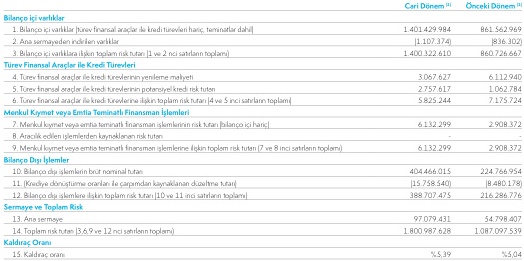 Cari Dönem (*) Önceki Dönem (*)
Bilanço içi varlıklar
1. Bilanço içi varlıklar (türev finansal araçlar ile kredi türevleri hariç, teminatlar dahil) 1.401.429.984 861.562.969
2. Ana sermayeden indirilen varlıklar (1.107.374) (836.302)
3. Bilanço içi varlıklara ilişkin toplam risk tutarı (1 ve 2 nci satırların toplamı) 1.400.322.610 860.726.667
Türev Finansal Araçlar ile Kredi Türevleri
4. Türev finansal araçlar ile kredi türevlerinin yenileme maliyeti 3.067.627 6.112.940
5. Türev finansal araçlar ile kredi türevlerinin potansiyel kredi risk tutarı 2.757.617 1.062.784
6. Türev finansal araçlar ile kredi türevlerine ilişkin toplam risk tutarı (4 ve 5 inci satırların toplamı) 5.825.244 7.175.724
Menkul Kıymet veya Emtia Teminatlı Finansman İşlemleri
7. Menkul kıymet veya emtia teminatlı finansman işlemlerinin risk tutarı (bilanço içi hariç) 6.132.299 2.908.372
8. Aracılık edilen işlemlerden kaynaklanan risk tutarı - -
9. Menkul kıymet veya emtia teminatlı finansman işlemlerine ilişkin toplam risk tutarı (7 ve 8 inci satırların toplamı) 6.132.299 2.908.372
Bilanço Dışı İşlemler
10. Bilanço dışı işlemlerin brüt nominal tutarı 404.466.015 224.766.954
11. (Krediye dönüştürme oranları ile çarpımdan kaynaklanan düzeltme tutarı) (15.758.540) (8.480.178)
12. Bilanço dışı işlemlere ilişkin toplam risk tutarı (10 ve 11 inci satırların toplamı) 388.707.475 216.286.776
Sermaye ve Toplam Risk
13. Ana sermaye 97.079.431 54.798.407
14. Toplam risk tutarı (3,6,9 ve 12 nci satırların toplamı) 1.800.987.628 1.087.097.539
Kaldıraç Oranı
15. Kaldıraç oranı %5,39 %5,04